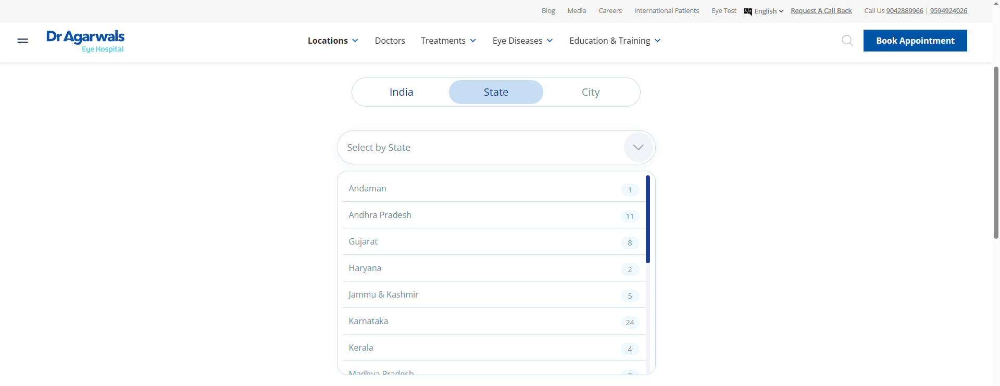 Blog Media Careers International Patients Eye Test English Request A Call Back Call Us 9042889966 | 9594924026
Dr Agarwals
Eye Hospital
Locations Doctors Treatments Eye Diseases Education & Training Book Appointment
India State City
Select by State
Andaman 1
Andhra Pradesh 11
Gujarat 8
Haryana 2
Jammu & Kashmir 5
Karnataka 24
Kerala 4
Madhya Pradesh